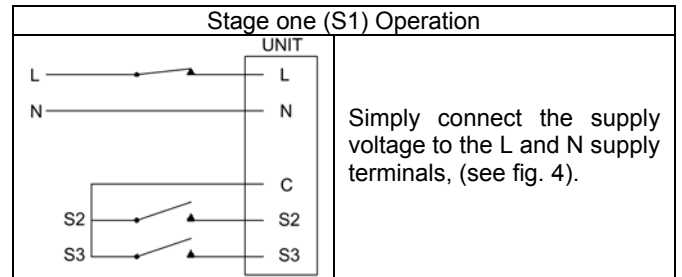 Stage one (S1) Operation
UNIT
L
L
N
N
C
S2
S2
S3
S3
Simply connect the supply
voltage to the L and N supply
terminals, (see fig. 4).